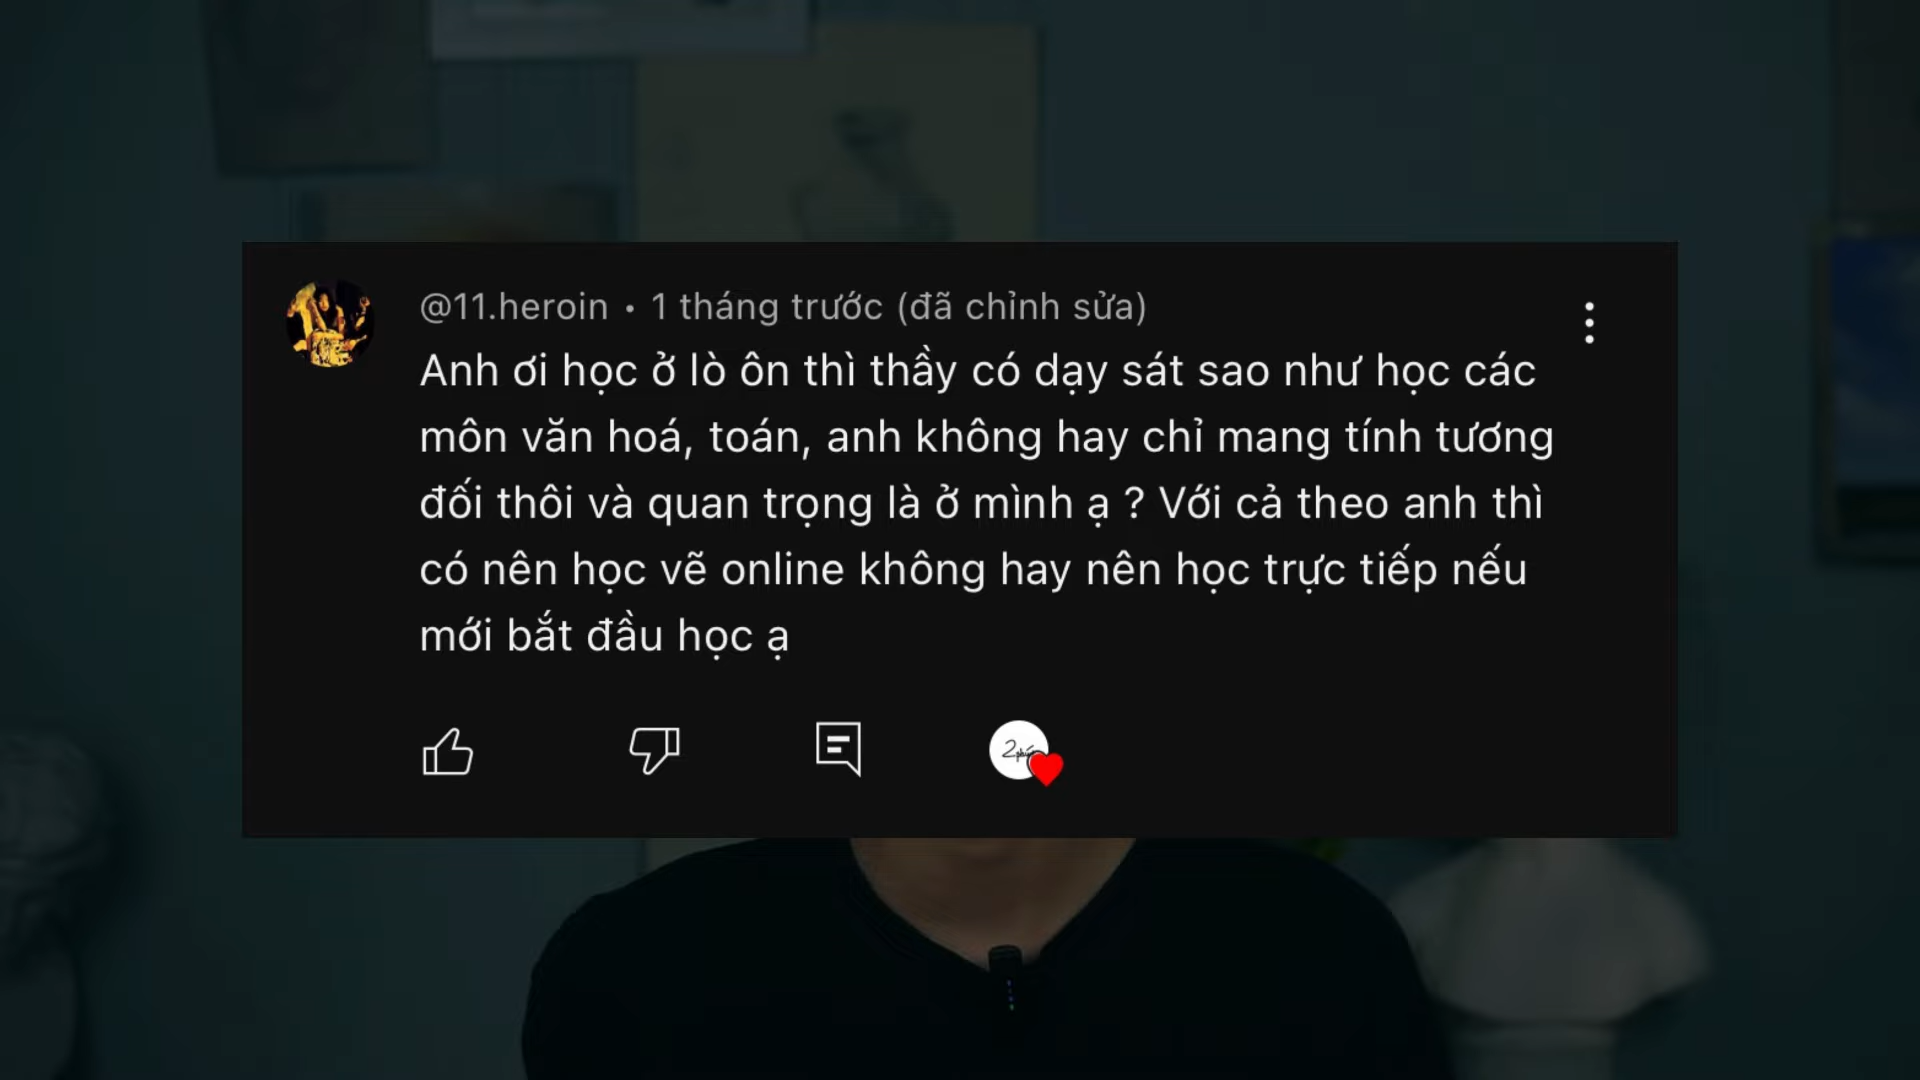 @11.heroin • 1 tháng trước (đã chỉnh sửa)
Anh ơi học ở lò ôn thì thầy có dạy sát sao như học các
môn văn hoá, toán, anh không hay chỉ mang tính tương
đối thôi và quan trọng là ở mình ạ ? Với cả theo anh thì
có nên học vẽ online không hay nên học trực tiếp nếu
mới bắt đầu học ạ
2phút